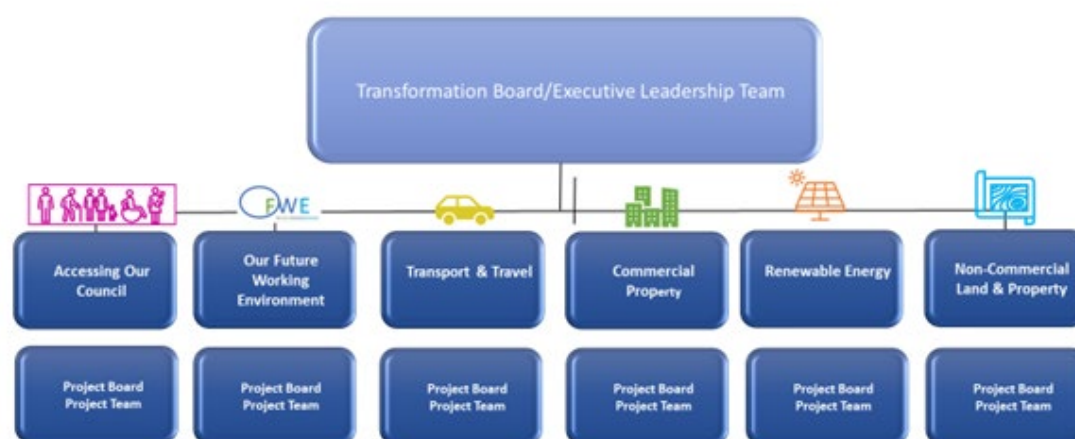 Transformation Board/Executive Leadership Team
OFWE
Accessing Our
Council
Our Future
Working
Environment
Transport & Travel
Commercial
Property
Renewable Energy
Non-Commercial
Land & Property
Project Board
Project Team
Project Board
Project Team
Project Board
Project Team
Project Board
Project Team
Project Board
Project Team
Project Board
Project Team